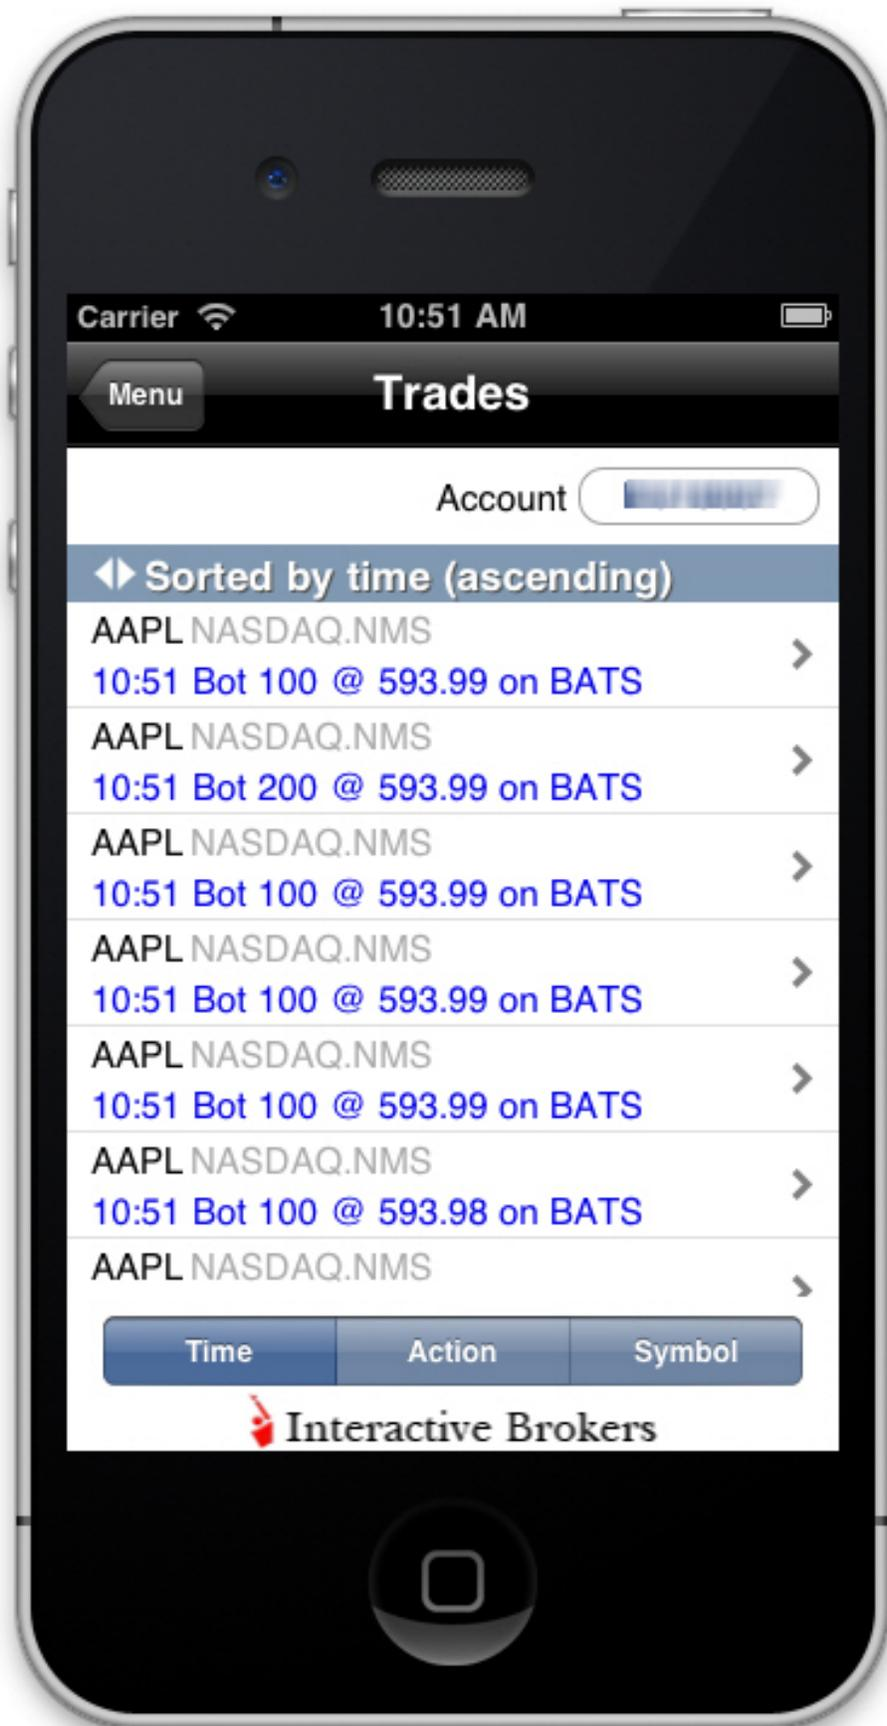 Carrier 10:51 AM
Menu Trades
Account
Sorted by time (ascending)
AAPL NASDAQ.NMS
10:51 Bot 100 @ 593.99 on BATS
AAPL NASDAQ.NMS
10:51 Bot 200 @ 593.99 on BATS
AAPL NASDAQ.NMS
10:51 Bot 100 @ 593.99 on BATS
AAPL NASDAQ.NMS
10:51 Bot 100 @ 593.99 on BATS
AAPL NASDAQ.NMS
10:51 Bot 100 @ 593.99 on BATS
AAPL NASDAQ.NMS
10:51 Bot 100 @ 593.98 on BATS
AAPL NASDAQ.NMS
Time Action Symbol
Interactive Brokers